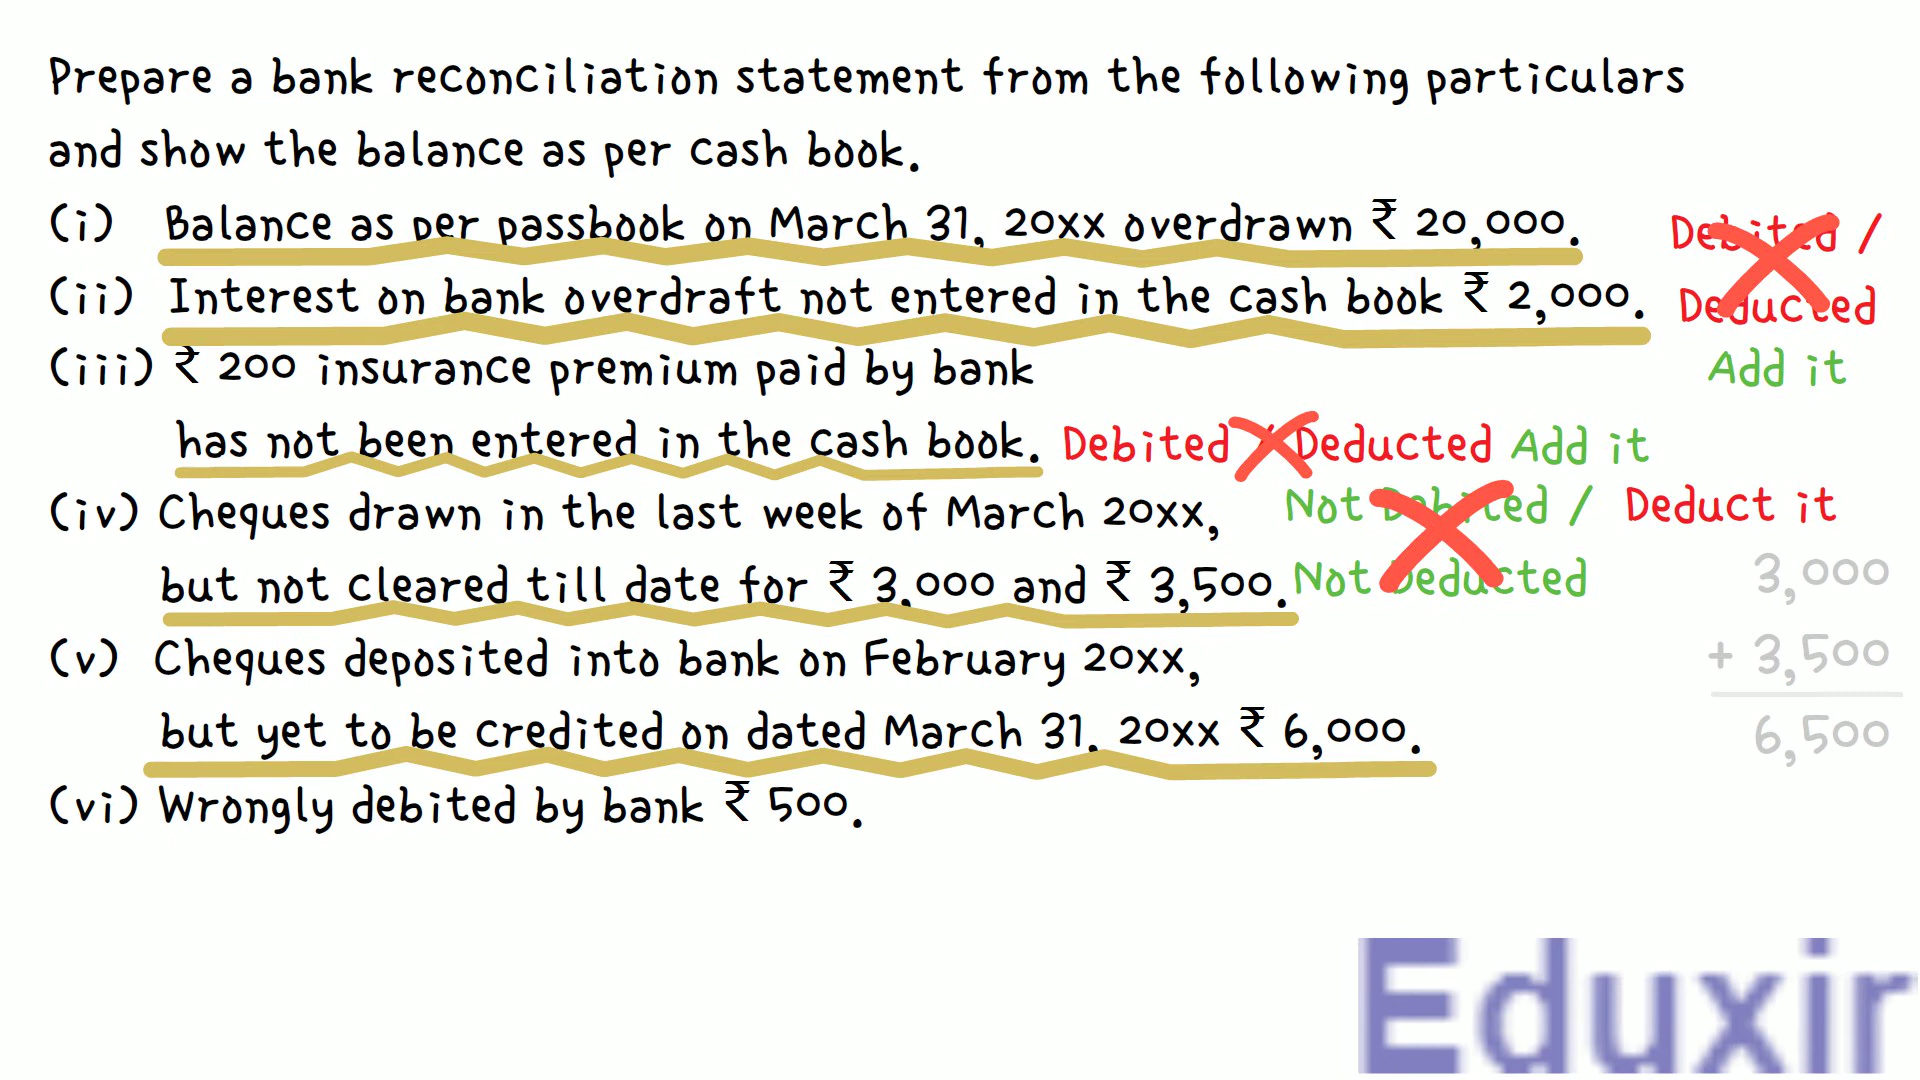 Prepare a bank reconciliation statement from the following particulars
and show the balance as per cash book.
(i) Balance as per passbook on March 31, 20xx overdrawn ₹ 20,000.
Debited /
Deducted
(ii) Interest on bank overdraft not entered in the cash book ₹ 2,000.
Add it
(iii) ₹ 200 insurance premium paid by bank
has not been entered in the cash book. Debited / Deducted Add it
(iv) Cheques drawn in the last week of March 20xx, Not Debited / Deduct it
but not cleared till date for ₹ 3,000 and ₹ 3,500. Not Deducted
3,000
+ 3,500
6,500
(v) Cheques deposited into bank on February 20xx,
but yet to be credited on dated March 31, 20xx ₹ 6,000.
(vi) Wrongly debited by bank ₹ 500.
Eduxir